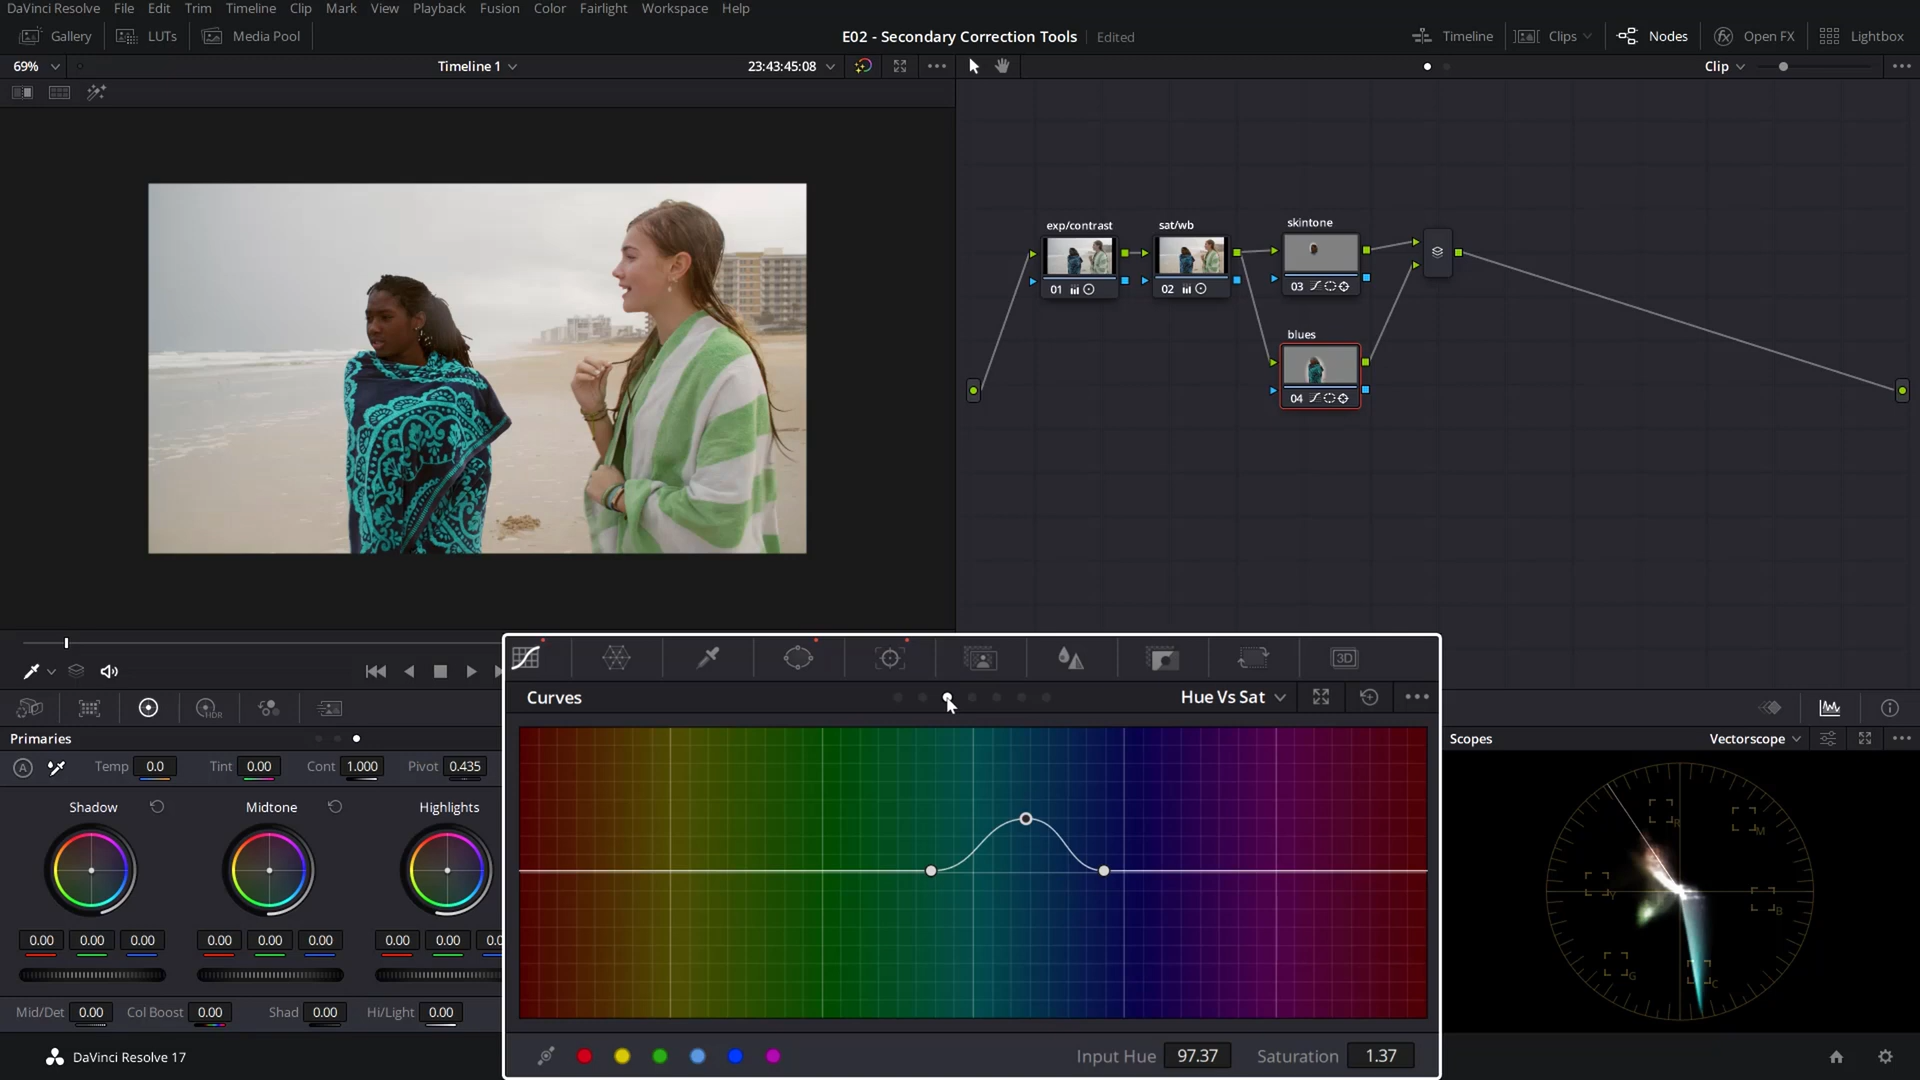 DaVinci Resolve File Edit Trim Timeline Clip Mark View Playback Fusion Color Fairlight Workspace Help
Gallery LUTs Media Pool E02 - Secondary Correction Tools Edited Timeline Clips Nodes Open FX Lightbox
69% Timeline 1 23:43:45:08 Clip
exp/contrast sat/wb skintone
01 02 03
blues
04
3D
Curves Hue Vs Sat
HDR
Primaries Scopes Vectorscope
A Temp 0.0 Tint 0.00 Cont 1.000 Pivot 0.435
Shadow Midtone Highlights
R M
Y B
G C
0.00 0.00 0.00 0.00 0.00 0.00 0.00 0.00
Mid/Det 0.00 Col Boost 0.00 Shad 0.00 Hi/Light 0.00
DaVinci Resolve 17 Input Hue 97.37 Saturation 1.37